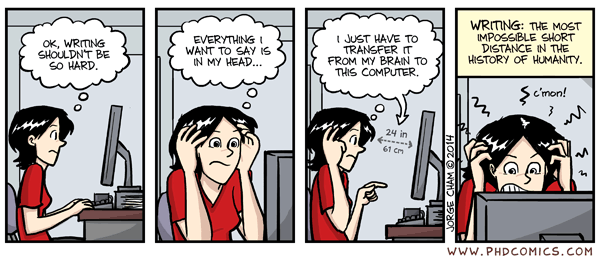 OK, WRITING
SHOULDN'T BE
SO HARD.
EVERYTHING I
WANT TO SAY IS
IN MY HEAD...
I JUST HAVE TO
TRANSFER IT
FROM MY BRAIN TO
THIS COMPUTER.
24 in
61 cm
JORGE CHAM © 2014
WRITING: THE MOST
IMPOSSIBLE SHORT
DISTANCE IN THE
HISTORY OF HUMANITY.
c'mon!
WWW.PHDCOMICS.COM